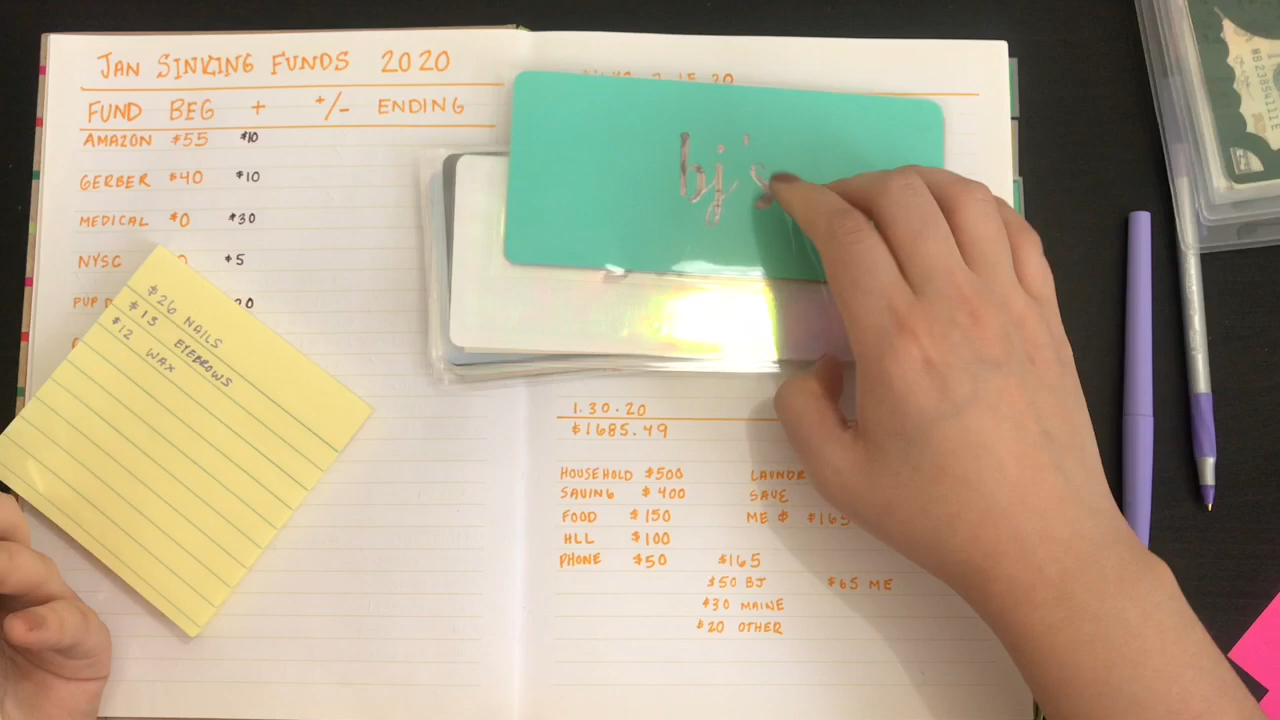 JAN SINKING FUNDS 2020
FUND BEG + +/- ENDING
AMAZON $55 $10
GERBER $40 $10
MEDICAL $0 $30
NYSC $5
PUP
$26 NAILS
$13 EYEBROWS
$12 WAX
bj's
1.30.20
$1685.49
HOUSEHOLD $500
SAVING $400 SAVE
FOOD $150 ME $ $165
HLL $100
PHONE $50 $165
$50 BJ $65 ME
$30 MAINE
$20 OTHER